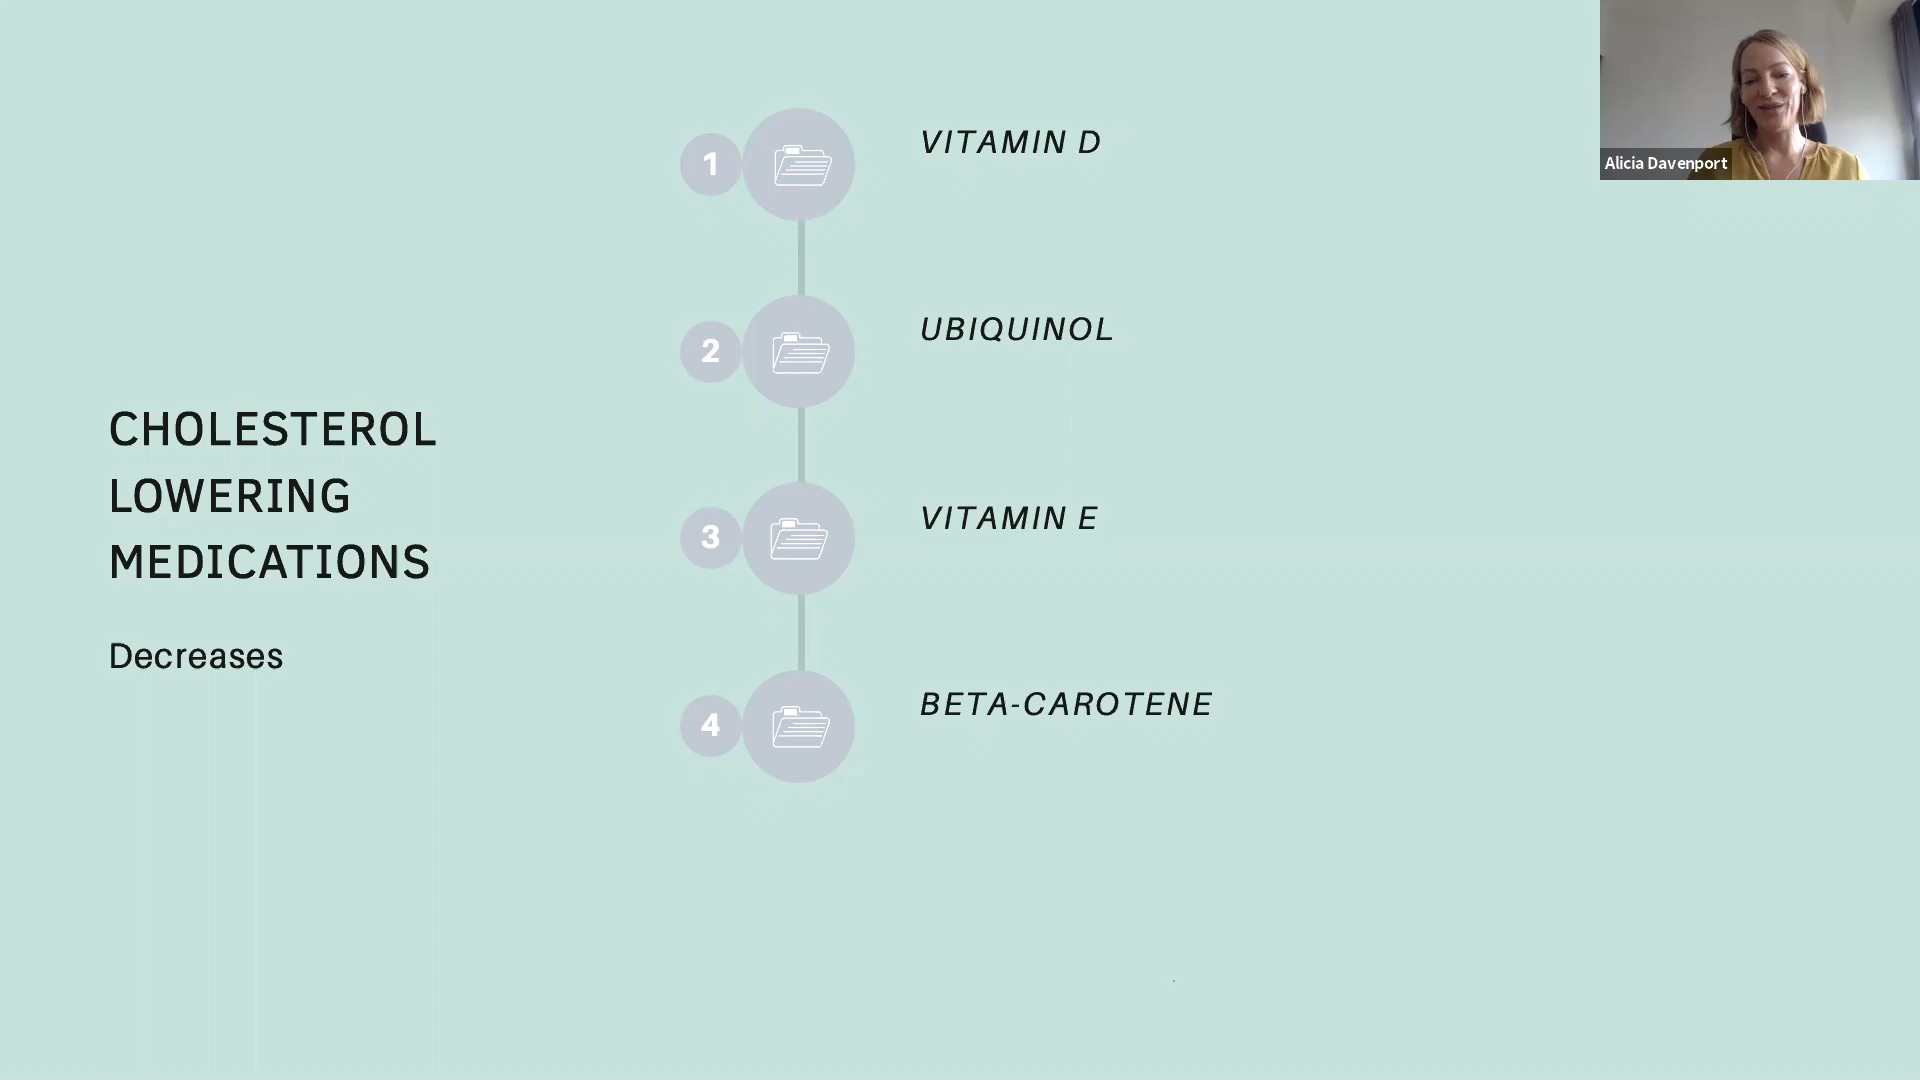 CHOLESTEROL
LOWERING
MEDICATIONS
Decreases
1
VITAMIN D
2
UBIQUINOL
3
VITAMIN E
4
BETA-CAROTENE
Alicia Davenport